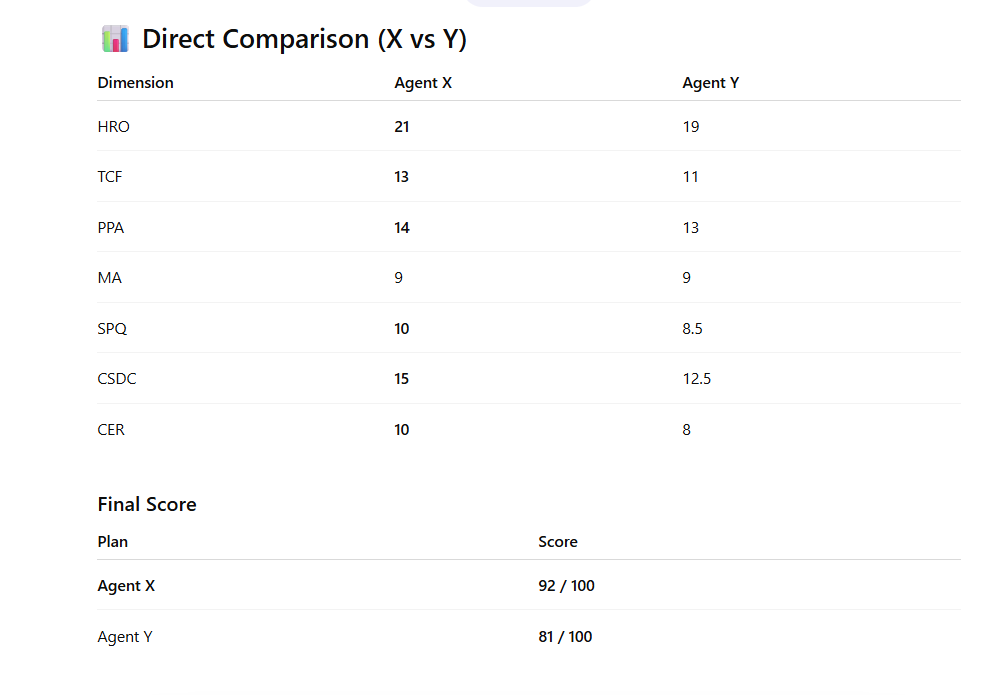 📊 Direct Comparison (X vs Y)
Dimension Agent X Agent Y
HRO 21 19
TCF 13 11
PPA 14 13
MA 9 9
SPQ 10 8.5
CSDC 15 12.5
CER 10 8
Final Score
Plan Score
Agent X 92 / 100
Agent Y 81 / 100